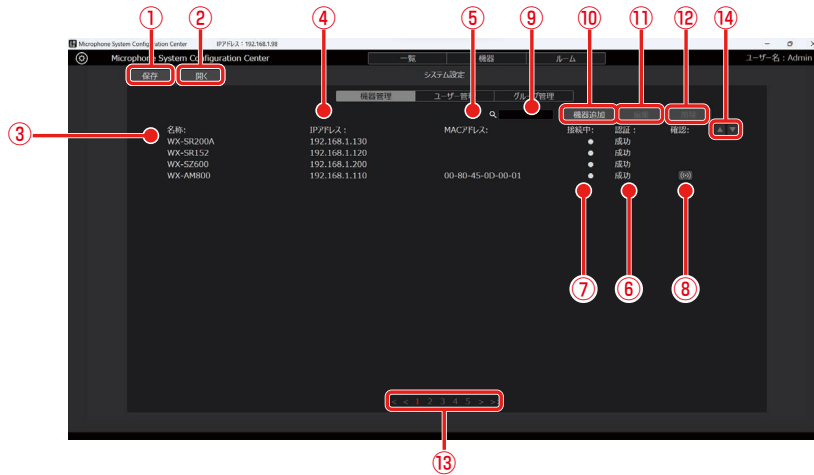 ① ② ④ ⑤ ⑨ ⑩ ⑪ ⑫ ⑭
Microphone System Configuration Center IPアドレス：192.168.1.98
Microphone System Configuration Center 一覧 機器 ルーム ユーザー名：Admin
保存 開く システム設定
機器管理 ユーザー管理 グループ管理
機器追加 編集 削除
③ 名称: IPアドレス： MACアドレス: 接続中: 認証： 確認: ▲ ▼
WX-SR200A 192.168.1.130 成功
WX-SR152 192.168.1.120 成功
WX-SZ600 192.168.1.200 成功
WX-AM800 192.168.1.110 00-80-45-0D-00-01 成功
⑦ ⑥ ⑧
< < 1 2 3 4 5 > >
⑬